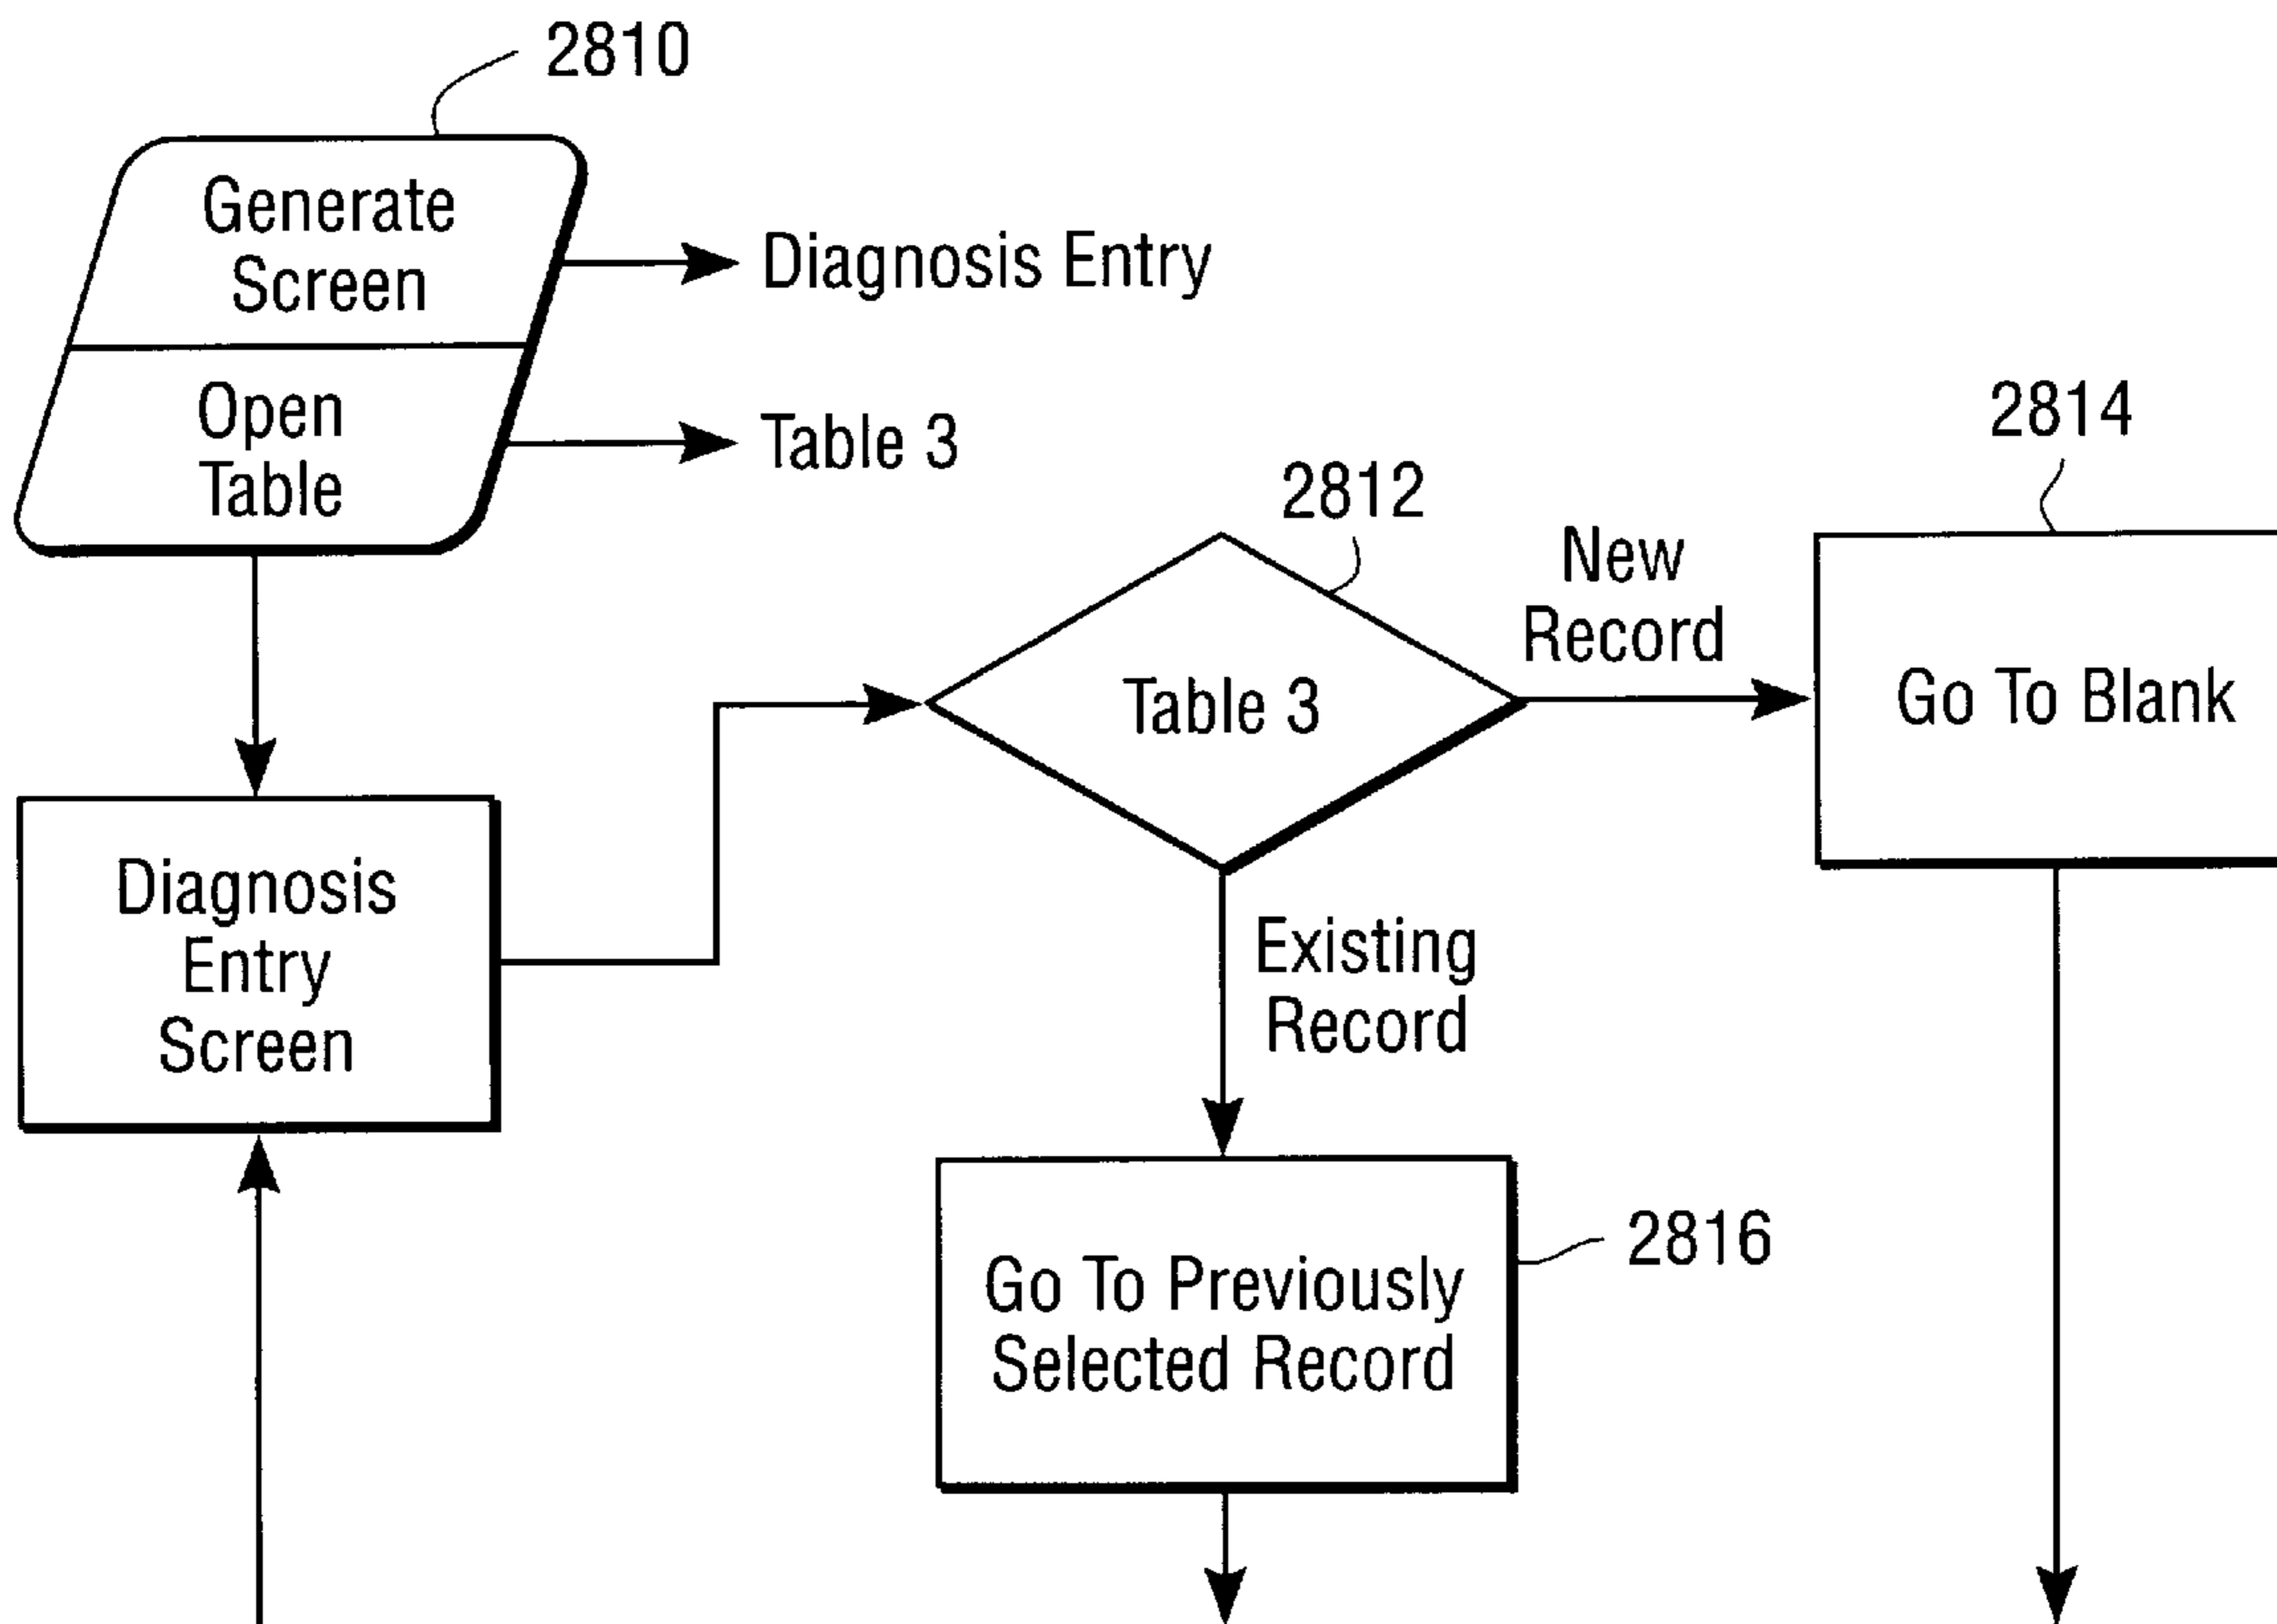 2810
Generate
Screen
Diagnosis Entry
Open
Table
Table 3
2812
New
Record
2814
Table 3
Go To Blank
Diagnosis
Entry
Screen
Existing
Record
Go To Previously
Selected Record
2816